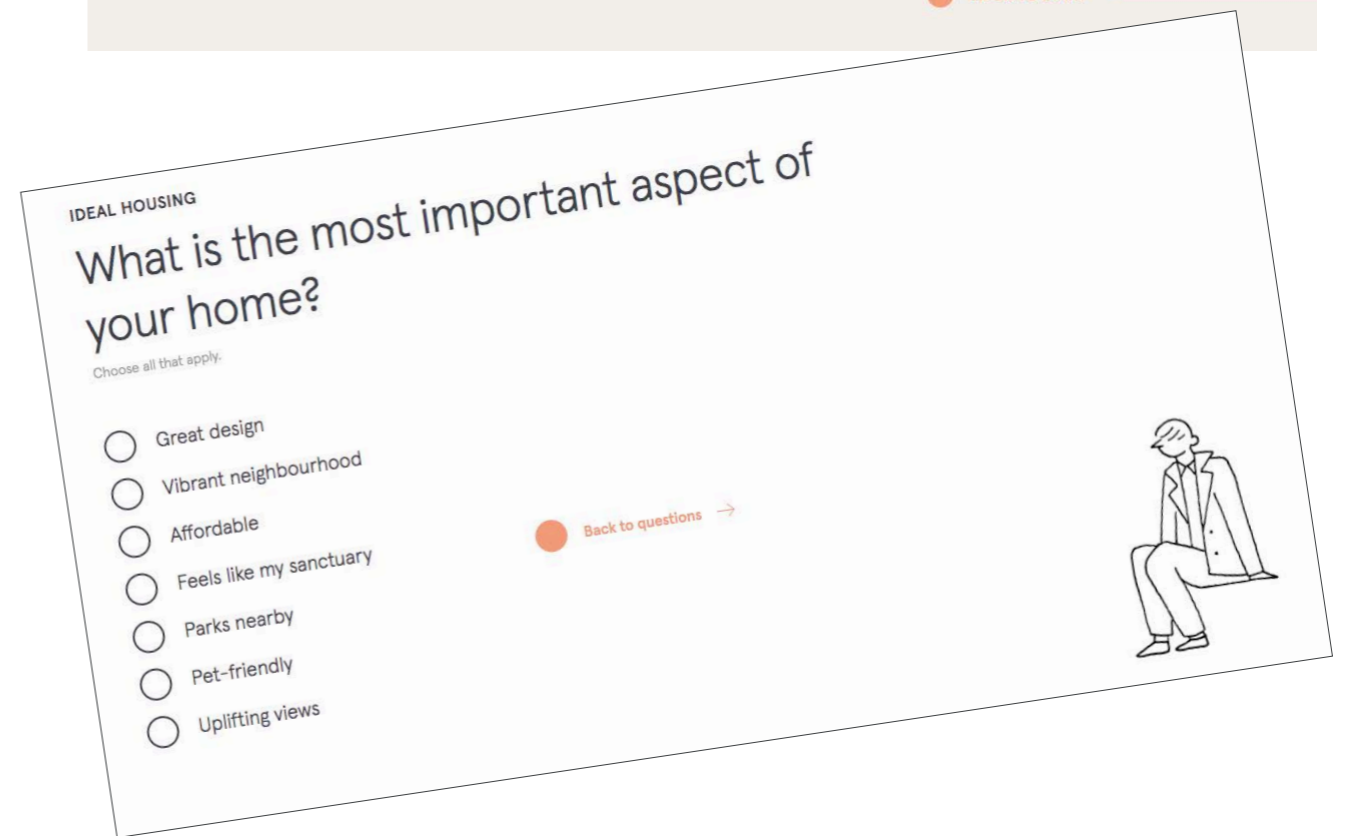 IDEAL HOUSING
What is the most important aspect of
your home?
Choose all that apply.
Great design
Vibrant neighbourhood
Affordable
Feels like my sanctuary
Parks nearby
Pet-friendly
Uplifting views
Back to questions →